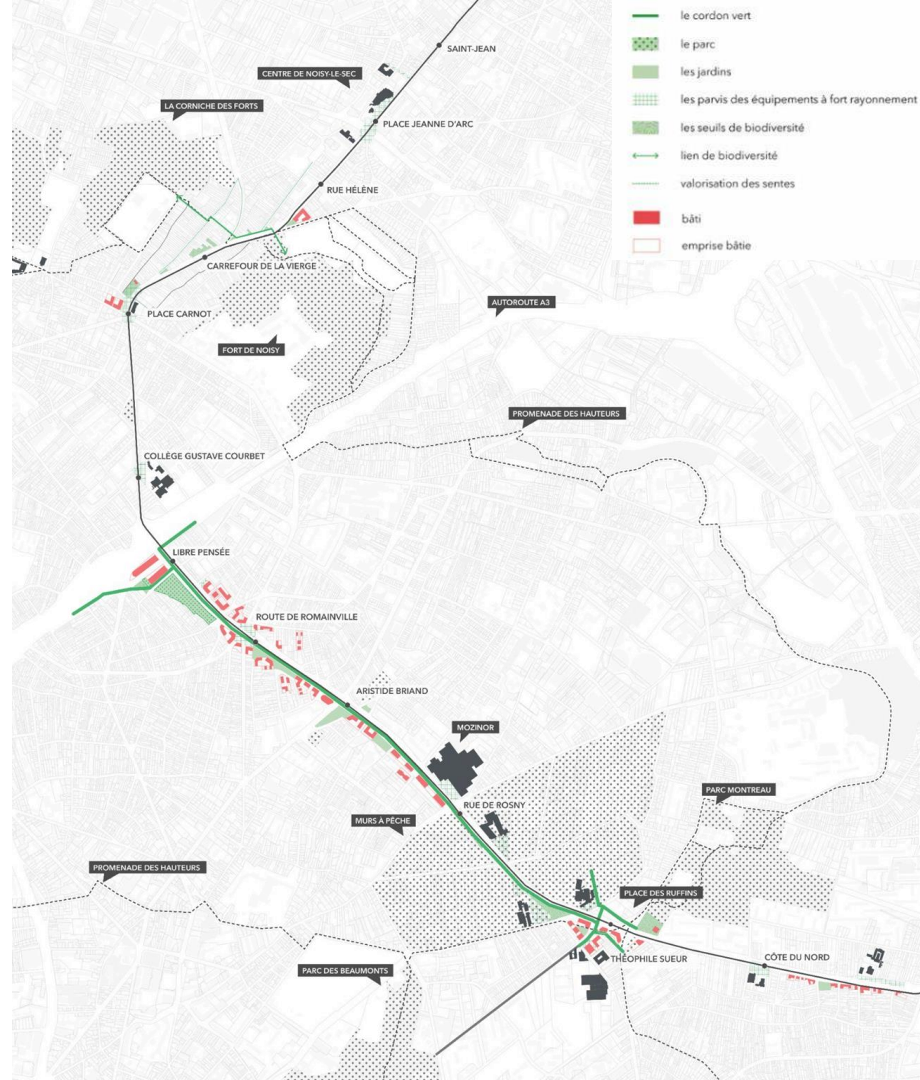 le cordon vert
le parc
les jardins
les parvis des équipements à fort rayonnement
les seuils de biodiversité
lien de biodiversité
valorisation des sentes
bâti
emprise bâtie
SAINT-JEAN
CENTRE DE NOISY-LE-SEC
LA CORNICHE DES FORTS
PLACE JEANNE D'ARC
RUE HÉLÈNE
CARREFOUR DE LA VIERGE
AUTOROUTE A3
PLACE CARNOT
FORT DE NOISY
PROMENADE DES HAUTEURS
COLLÈGE GUSTAVE COURBET
LIBRE PENSÉE
ROUTE DE ROMAINVILLE
ARISTIDE BRIAND
MOZINOR
PARC MONTREAU
RUE DE ROSNY
MURS À PÊCHE
PROMENADE DES HAUTEURS
PLACE DES RUFFINS
THÉOPHILE SUEUR
CÔTE DU NORD
PARC DES BEAUMONTS